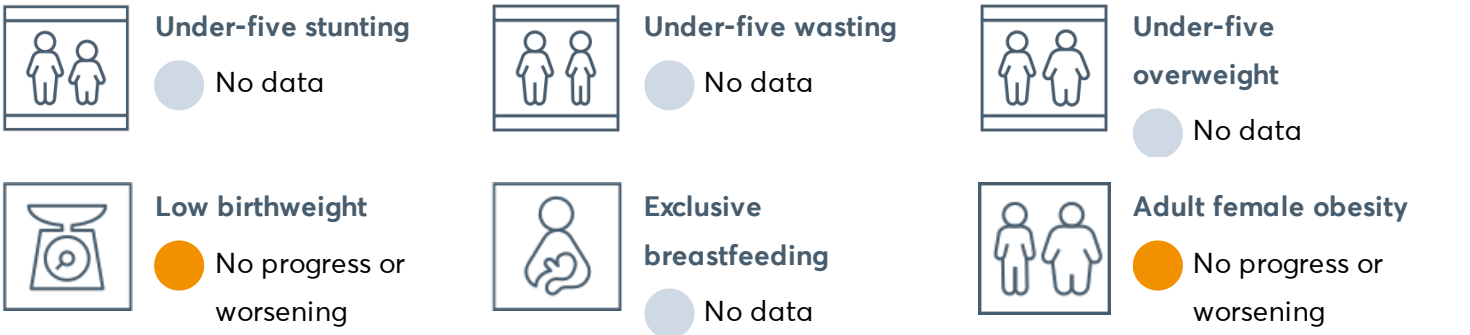 Under-five stunting
No data
Under-five wasting
No data
Under-five
overweight
No data
Low birthweight
No progress or
worsening
Exclusive
breastfeeding
No data
Adult female obesity
No progress or
worsening